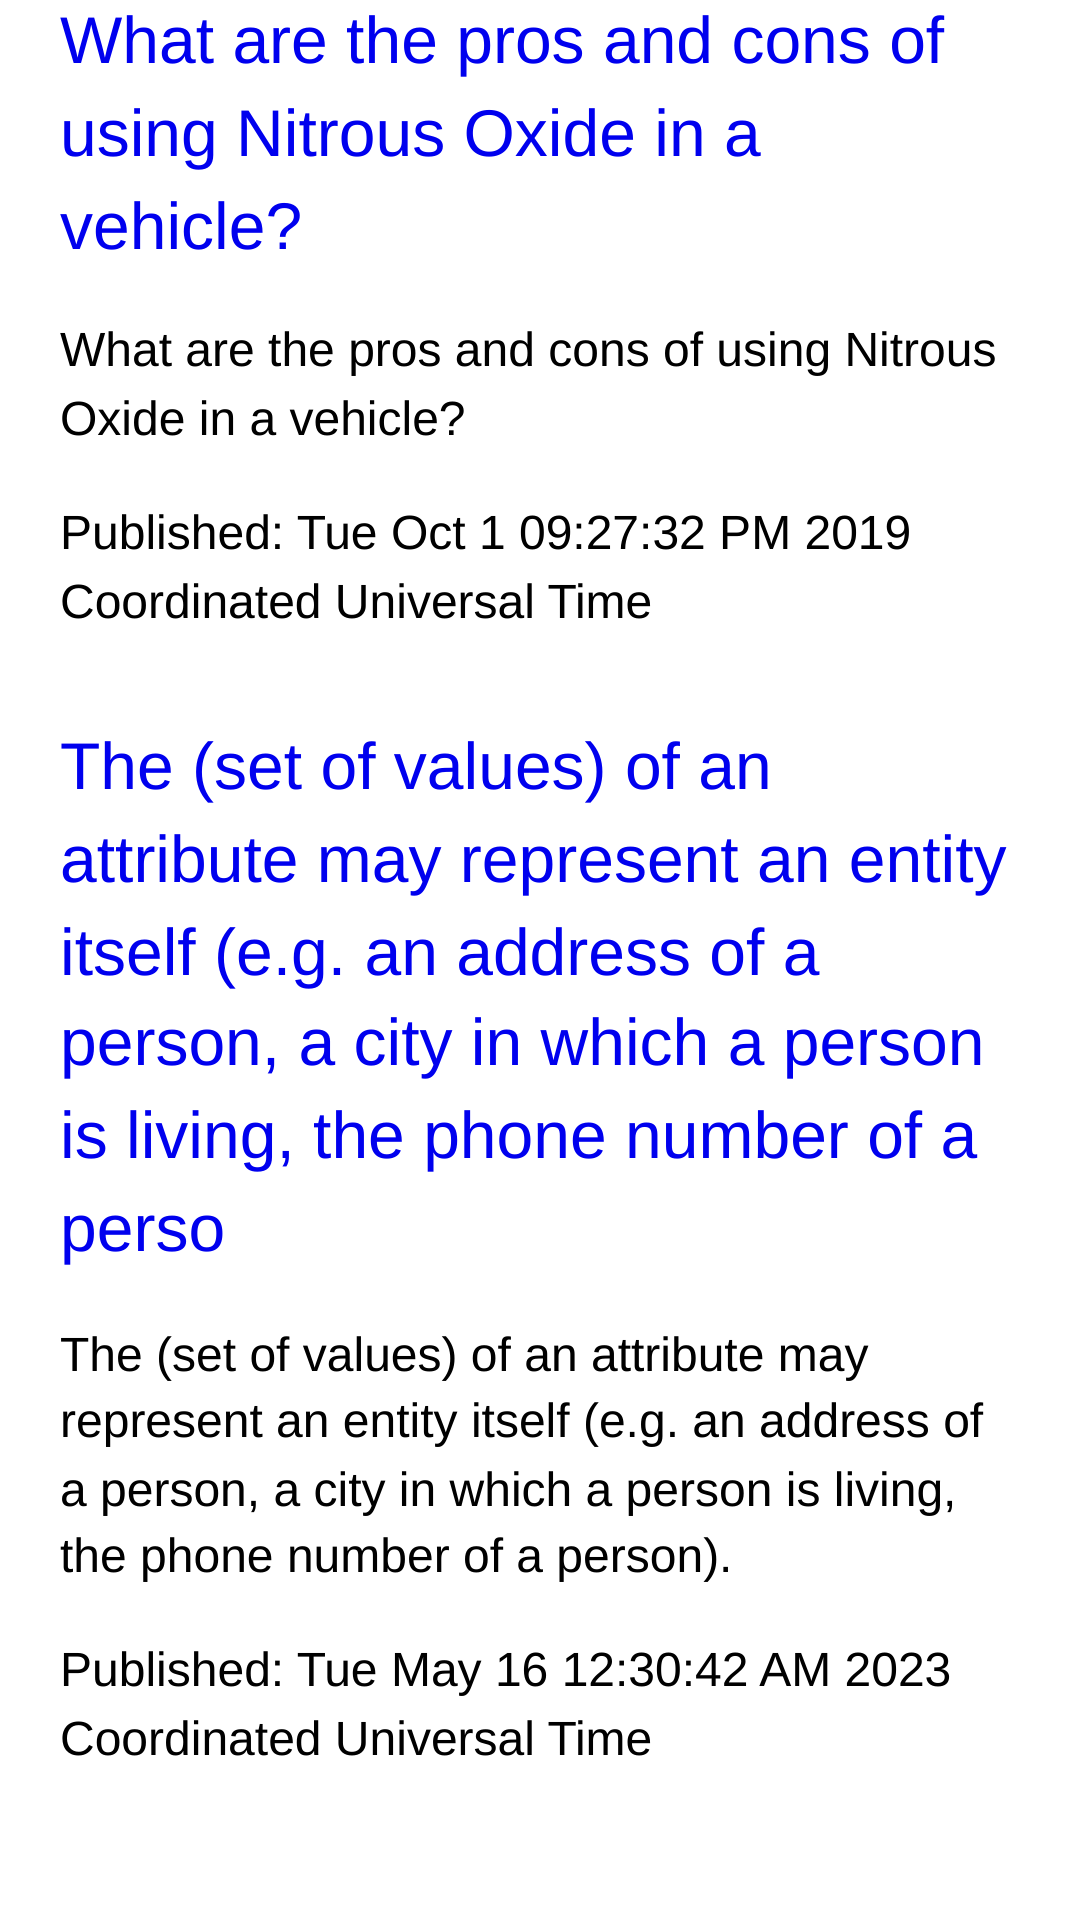 What are the pros and cons of
using Nitrous Oxide in a
vehicle?
What are the pros and cons of using Nitrous
Oxide in a vehicle?
Published: Tue Oct 1 09:27:32 PM 2019
Coordinated Universal Time
The (set of values) of an
attribute may represent an entity
itself (e.g. an address of a
person, a city in which a person
is living, the phone number of a
perso
The (set of values) of an attribute may
represent an entity itself (e.g. an address of
a person, a city in which a person is living,
the phone number of a person).
Published: Tue May 16 12:30:42 AM 2023
Coordinated Universal Time